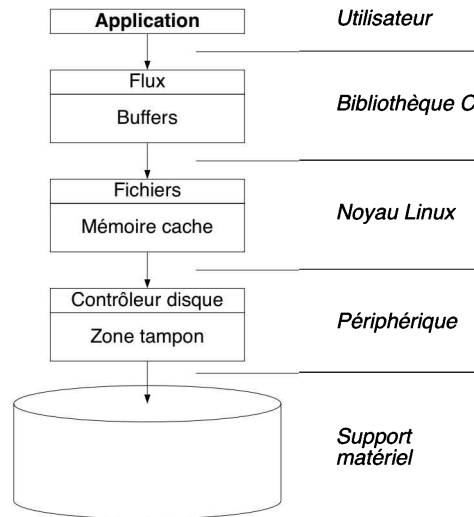 Application
Utilisateur
Flux
Buffers
Bibliothèque C
Fichiers
Mémoire cache
Noyau Linux
Contrôleur disque
Zone tampon
Périphérique
Support
matériel